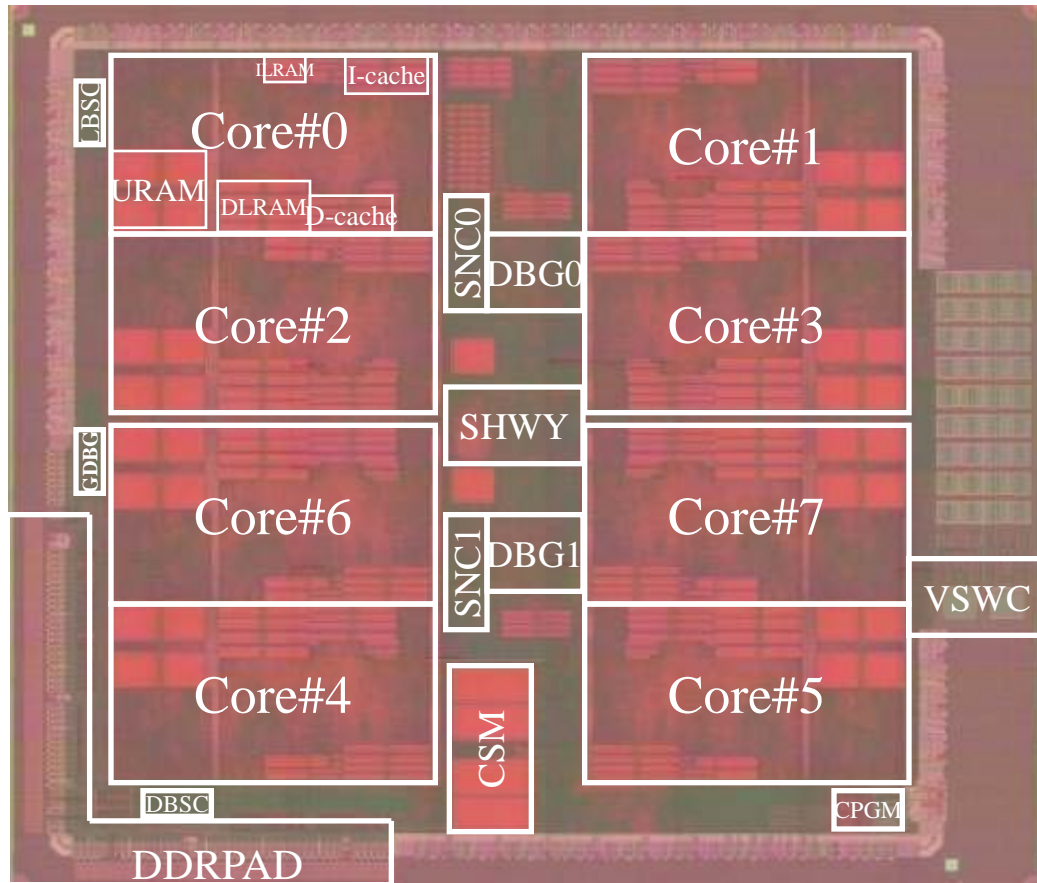 ILRAM
I-cache
LBSC
Core#0
Core#1
URAM
DLRAM
D-cache
SNC0
DBG0
Core#2
Core#3
SHWY
GDBG
Core#6
Core#7
SNC1
DBG1
VSWC
Core#4
Core#5
CSM
DBSC
CPGM
DDRPAD